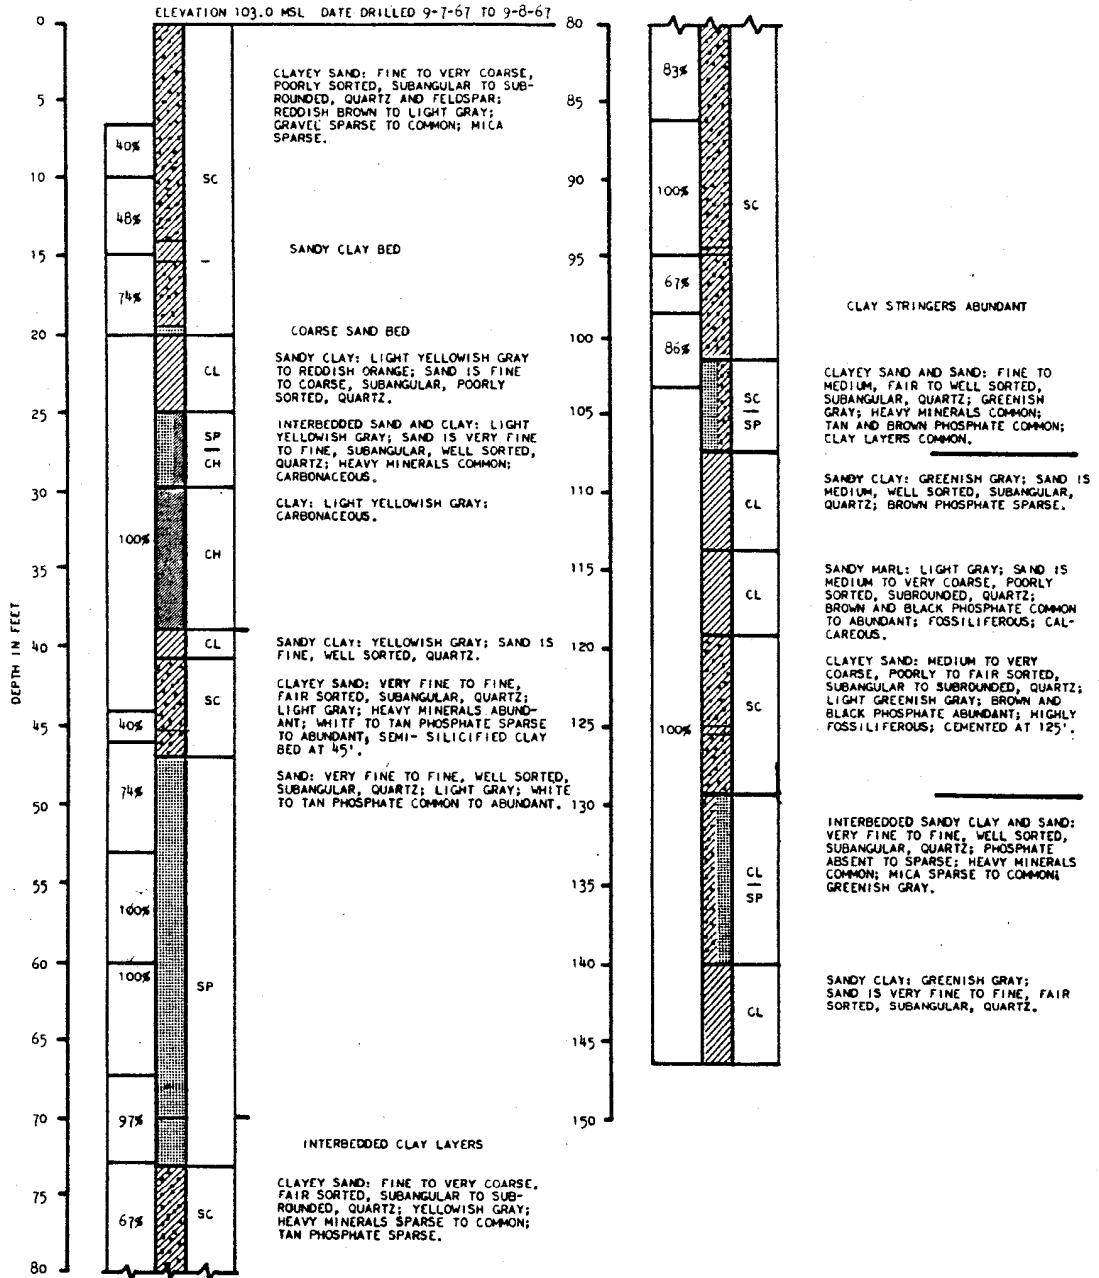 ELEVATION 103.0 MSL DATE DRILLED 9-7-67 TO 9-8-67
DEPTH IN FEET
0
5
10
15
20
25
30
35
40
45
50
55
60
65
70
75
80
40%
48%
74%
100%
40%
74%
100%
100%
97%
67%
SC
CL
SP
CH
CH
CL
SC
SP
SC
CLAYEY SAND: FINE TO VERY COARSE,
POORLY SORTED, SUBANGULAR TO SUB-
ROUNDED, QUARTZ AND FELDSPAR;
REDDISH BROWN TO LIGHT GRAY;
GRAVEL SPARSE TO COMMON; MICA
SPARSE.
SANDY CLAY BED
COARSE SAND BED
SANDY CLAY: LIGHT YELLOWISH GRAY
TO REDDISH ORANGE; SAND IS FINE
TO COARSE, SUBANGULAR, POORLY
SORTED, QUARTZ.
INTERBEDDED SAND AND CLAY: LIGHT
YELLOWISH GRAY; SAND IS VERY FINE
TO FINE, SUBANGULAR, WELL SORTED,
QUARTZ; HEAVY MINERALS COMMON;
CARBONACEOUS.
CLAY: LIGHT YELLOWISH GRAY;
CARBONACEOUS.
SANDY CLAY: YELLOWISH GRAY; SAND IS
FINE, WELL SORTED, QUARTZ.
CLAYEY SAND: VERY FINE TO FINE,
FAIR SORTED, SUBANGULAR, QUARTZ;
LIGHT GRAY; HEAVY MINERALS ABUND-
ANT; WHITE TO TAN PHOSPHATE SPARSE
TO ABUNDANT, SEMI- SILICIFIED CLAY
BED AT 45'.
SAND: VERY FINE TO FINE, WELL SORTED,
SUBANGULAR, QUARTZ; LIGHT GRAY; WHITE
TO TAN PHOSPHATE COMMON TO ABUNDANT.
INTERBEDDED CLAY LAYERS
CLAYEY SAND: FINE TO VERY COARSE,
FAIR SORTED, SUBANGULAR TO SUB-
ROUNDED, QUARTZ; YELLOWISH GRAY;
HEAVY MINERALS SPARSE TO COMMON;
TAN PHOSPHATE SPARSE.
80
85
90
95
100
105
110
115
120
125
130
135
140
145
150
83%
100%
67%
86%
100%
SC
SC
SP
CL
CL
SC
CL
SP
CL
CLAY STRINGERS ABUNDANT
CLAYEY SAND AND SAND: FINE TO
MEDIUM, FAIR TO WELL SORTED,
SUBANGULAR, QUARTZ; GREENISH
GRAY; HEAVY MINERALS COMMON;
TAN AND BROWN PHOSPHATE COMMON;
CLAY LAYERS COMMON.
SANDY CLAY: GREENISH GRAY; SAND IS
MEDIUM, WELL SORTED, SUBANGULAR,
QUARTZ; BROWN PHOSPHATE SPARSE.
SANDY MARL: LIGHT GRAY; SAND IS
MEDIUM TO VERY COARSE, POORLY
SORTED, SUBROUNDED, QUARTZ;
BROWN AND BLACK PHOSPHATE COMMON
TO ABUNDANT; FOSSILIFEROUS; CAL-
CAREOUS.
CLAYEY SAND: MEDIUM TO VERY
COARSE, POORLY TO FAIR SORTED,
SUBANGULAR TO SUBROUNDED, QUARTZ;
LIGHT GREENISH GRAY; BROWN AND
BLACK PHOSPHATE ABUNDANT; HIGHLY
FOSSILIFEROUS; CEMENTED AT 125'.
INTERBEDDED SANDY CLAY AND SAND:
VERY FINE TO FINE, WELL SORTED,
SUBANGULAR, QUARTZ; PHOSPHATE
ABSENT TO SPARSE; HEAVY MINERALS
COMMON; MICA SPARSE TO COMMON;
GREENISH GRAY.
SANDY CLAY: GREENISH GRAY;
SAND IS VERY FINE TO FINE, FAIR
SORTED, SUBANGULAR, QUARTZ.